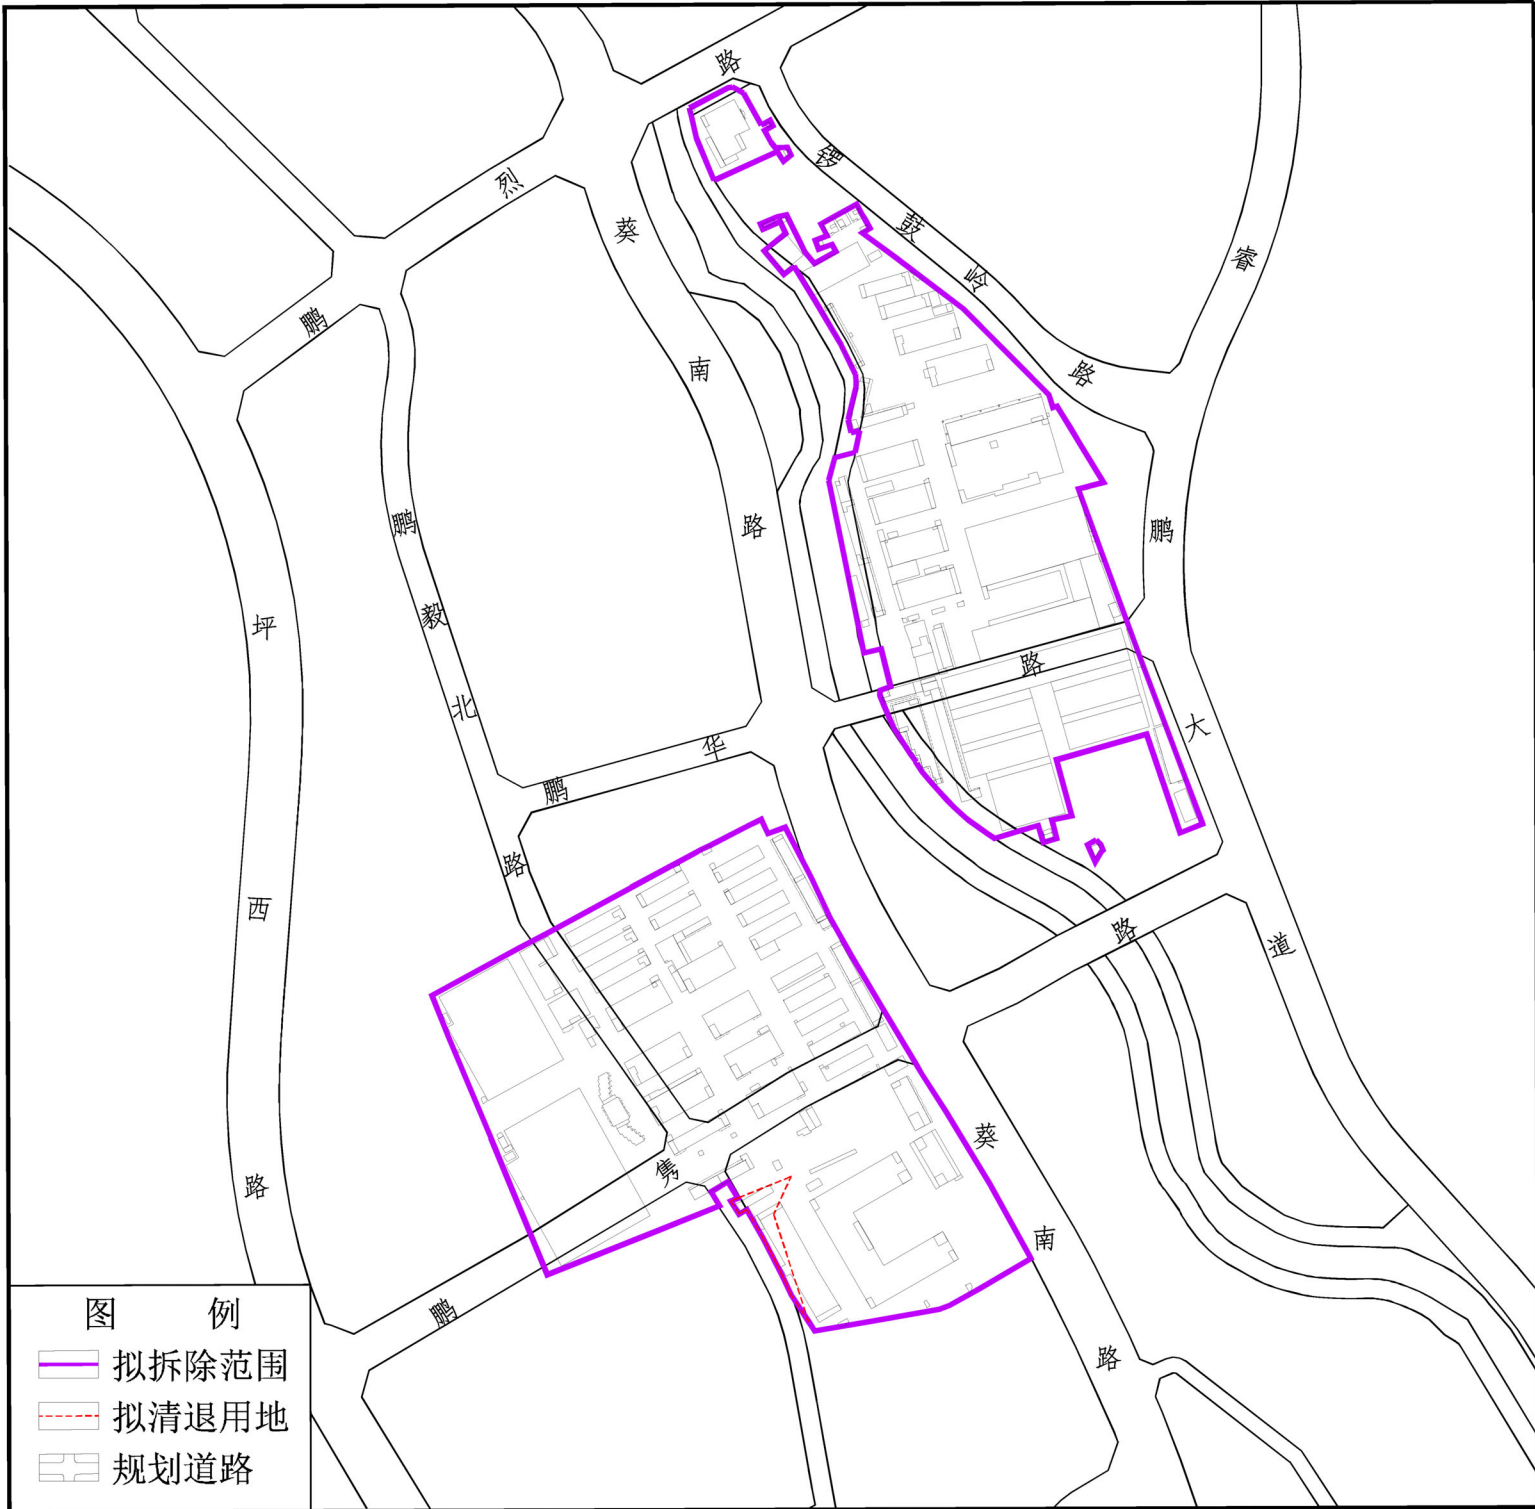 鹏烈路
锣鼓岭路
葵南路
睿鹏大道
鹏毅北路
坪西路
鹏华路
鹏隽路
葵南路
图例
拟拆除范围
拟清退用地
规划道路